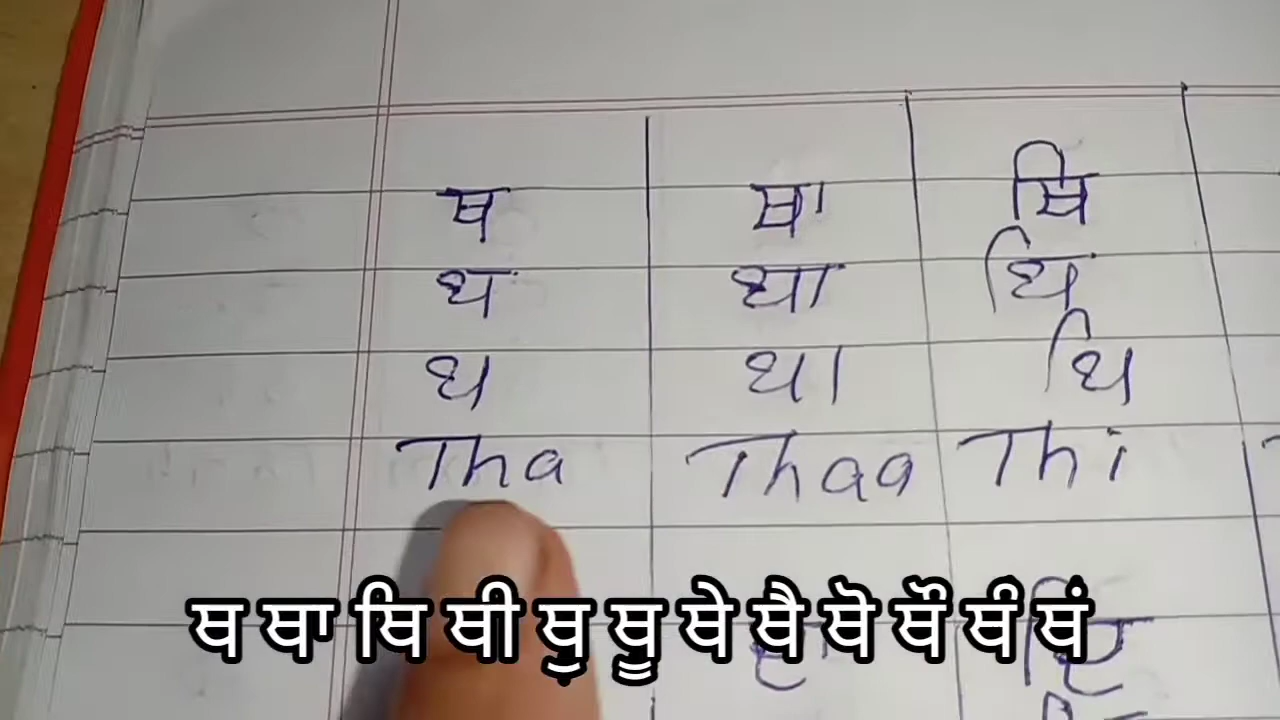 ਥ ਥਾ ਥਿ
थ था थि
થ થા થિ
Tha Thaa Thi
ਥ ਥਾ ਥਿ ਥੀ ਥੁ ਥੂ ਥੇ ਥੈ ਥੋ ਥੌ ਥੰ ਥਂ